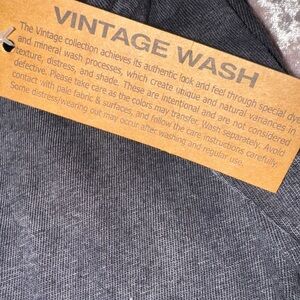 VINTAGE WASH
The Vintage collection achieves its authentic look and feel through special dye
and mineral wash processes, which create unique and natural variances in
texture, distress, and shade. These are intentional and are not considered
defective. Please take care as the colors may transfer. Wash separately. Avoid
contact with pale fabric & surfaces, and follow the care instructions carefully
Some distress/wearing out may occur after washing and regular use.